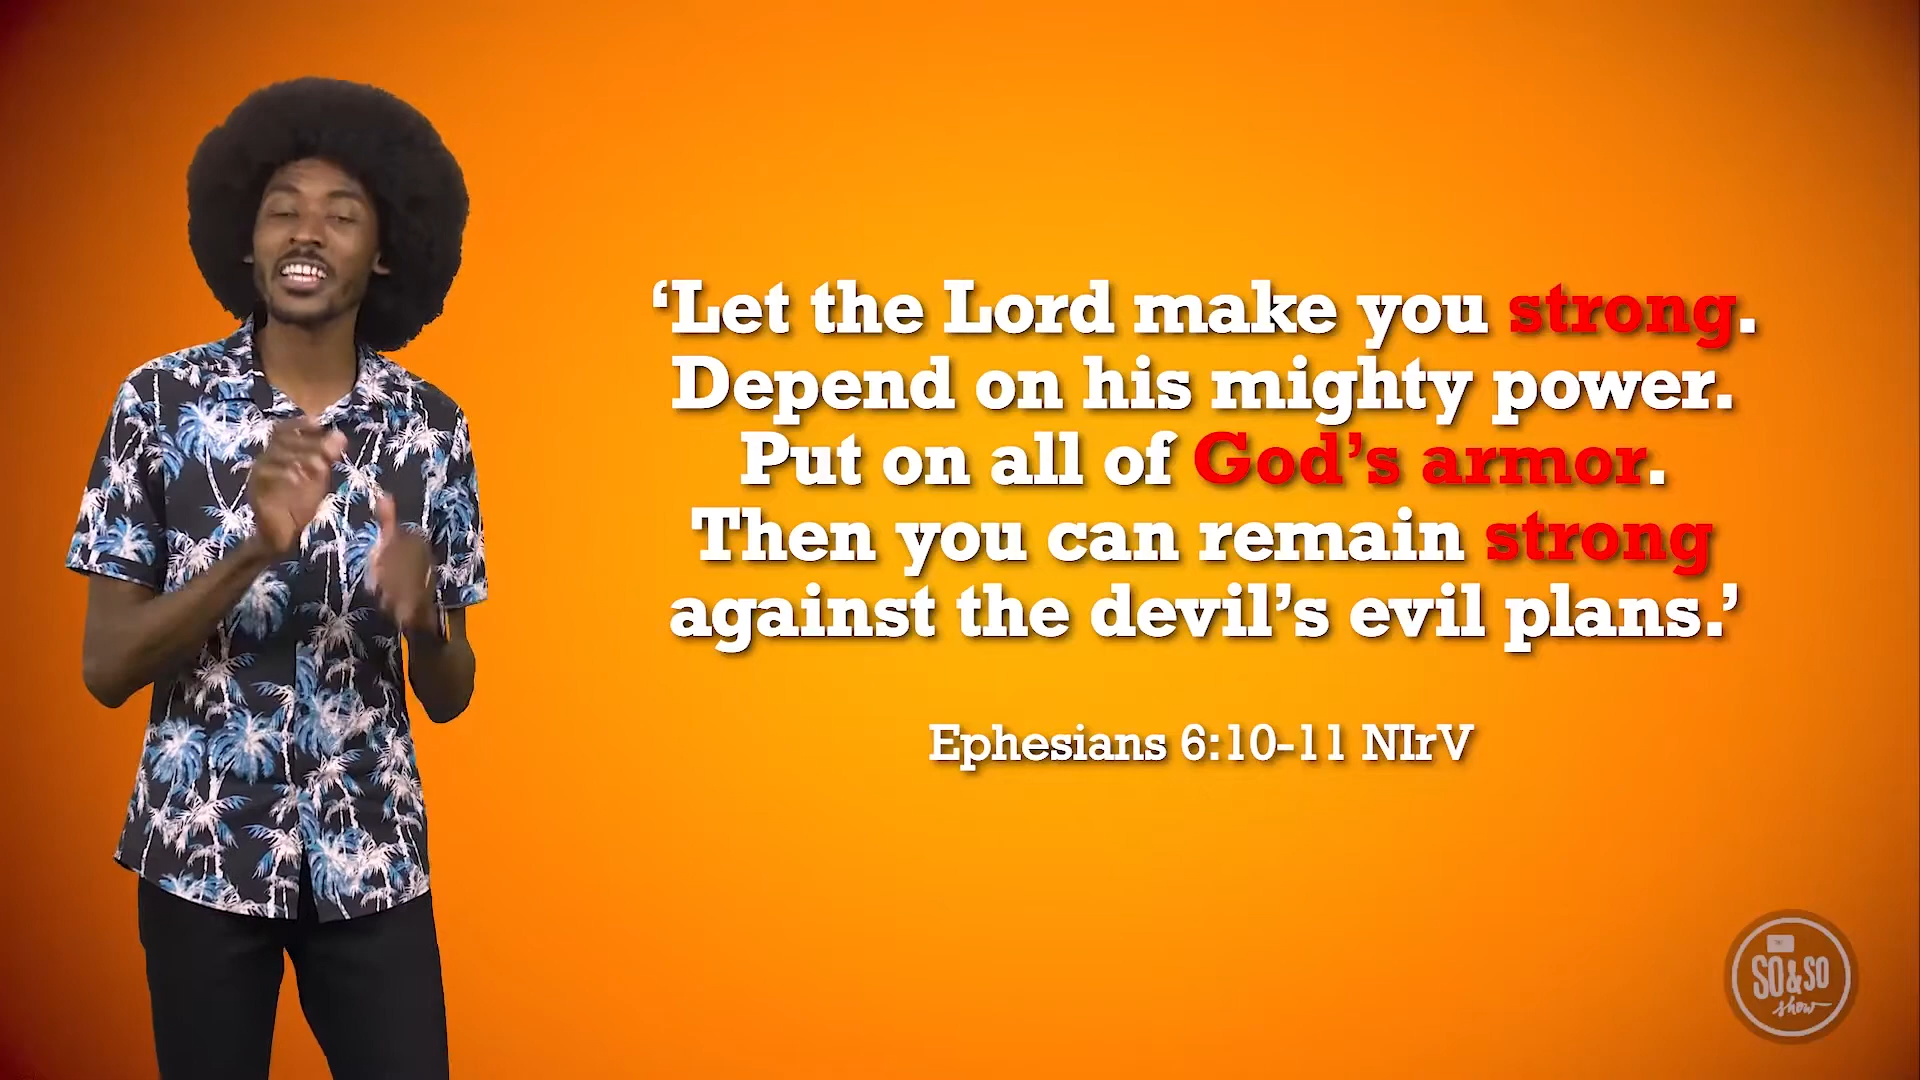 ‘Let the Lord make you strong.
Depend on his mighty power.
Put on all of God’s armor.
Then you can remain strong
against the devil’s evil plans.’
Ephesians 6:10-11 NIrV
SO & SO
show